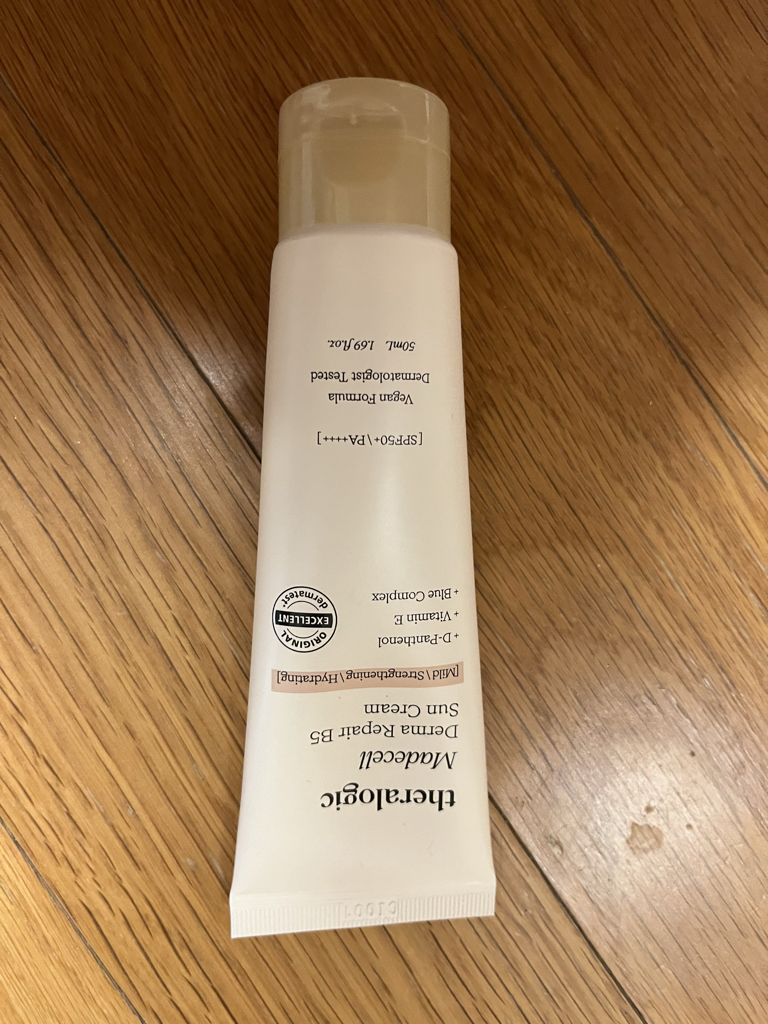 theralogic
Madecell
Derma Repair B5
Sun Cream
[Mild \ Strengthening \ Hydrating]
+ D-Panthenol
+ Vitamin E
+ Blue Complex
ORIGINAL
EXCELLENT
dermatest®
[SPF50+\PA++++]
Vegan Formula
Dermatologist Tested
50mL 1.69fl.oz.